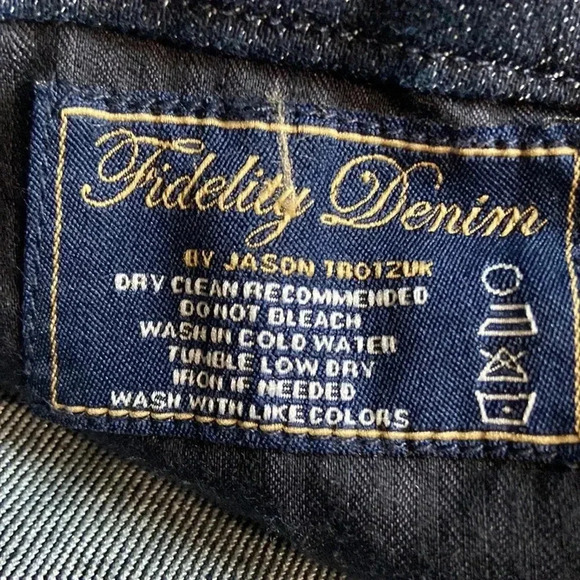 Fidelity Denim
BY JASON TROTZUK
DRY CLEAN RECOMMENDED
DO NOT BLEACH
WASH IN COLD WATER
TUMBLE LOW DRY
IRON IF NEEDED
WASH WITH LIKE COLORS